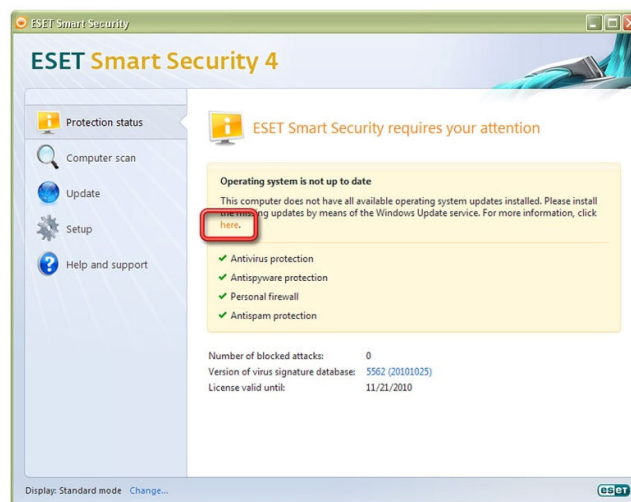 ESET Smart Security
ESET Smart Security 4
Protection status
Computer scan
Update
Setup
Help and support
ESET Smart Security requires your attention
Operating system is not up to date
This computer does not have all available operating system updates installed. Please install
the missing updates by means of the Windows Update service. For more information, click
here.
Antivirus protection
Antispyware protection
Personal firewall
Antispam protection
Number of blocked attacks: 0
Version of virus signature database: 5562 (20101025)
License valid until: 11/21/2010
Display: Standard mode Change...
eset